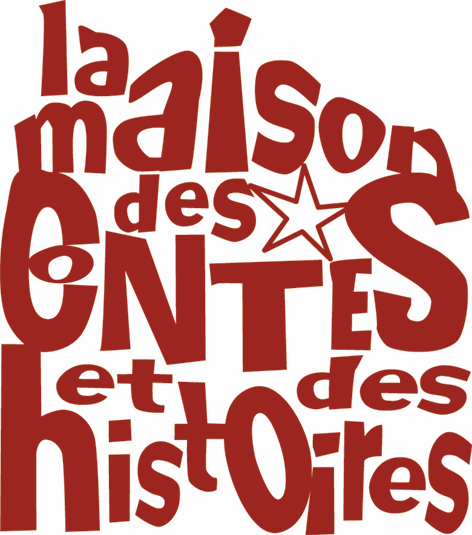 la
maison
des
CONTES
et des
histoires